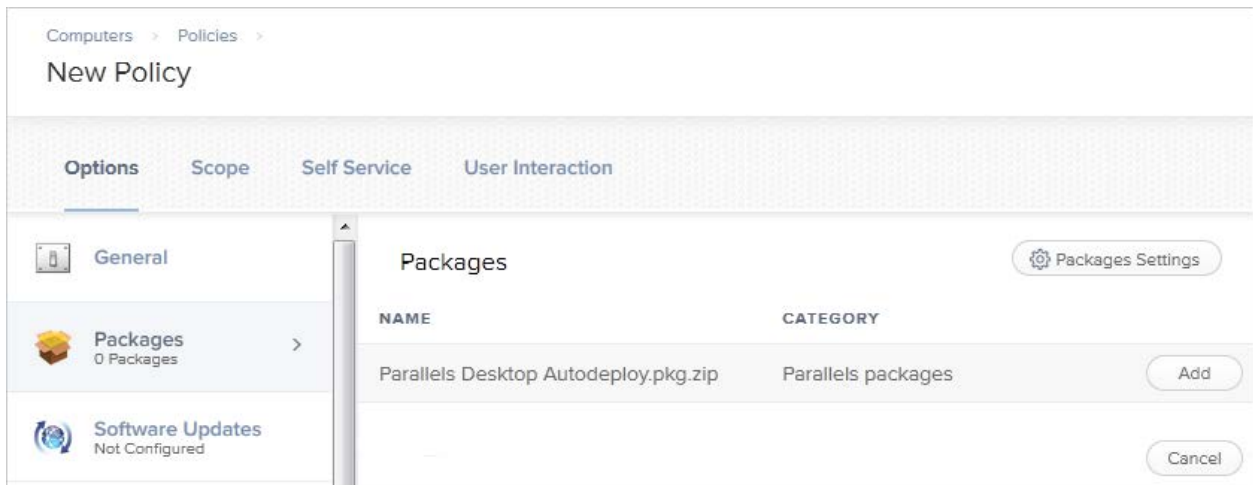 Computers > Policies >
New Policy
Options Scope Self Service User Interaction
General
Packages
0 Packages
Software Updates
Not Configured
Packages
Packages Settings
NAME CATEGORY
Parallels Desktop Autodeploy.pkg.zip Parallels packages Add
Cancel